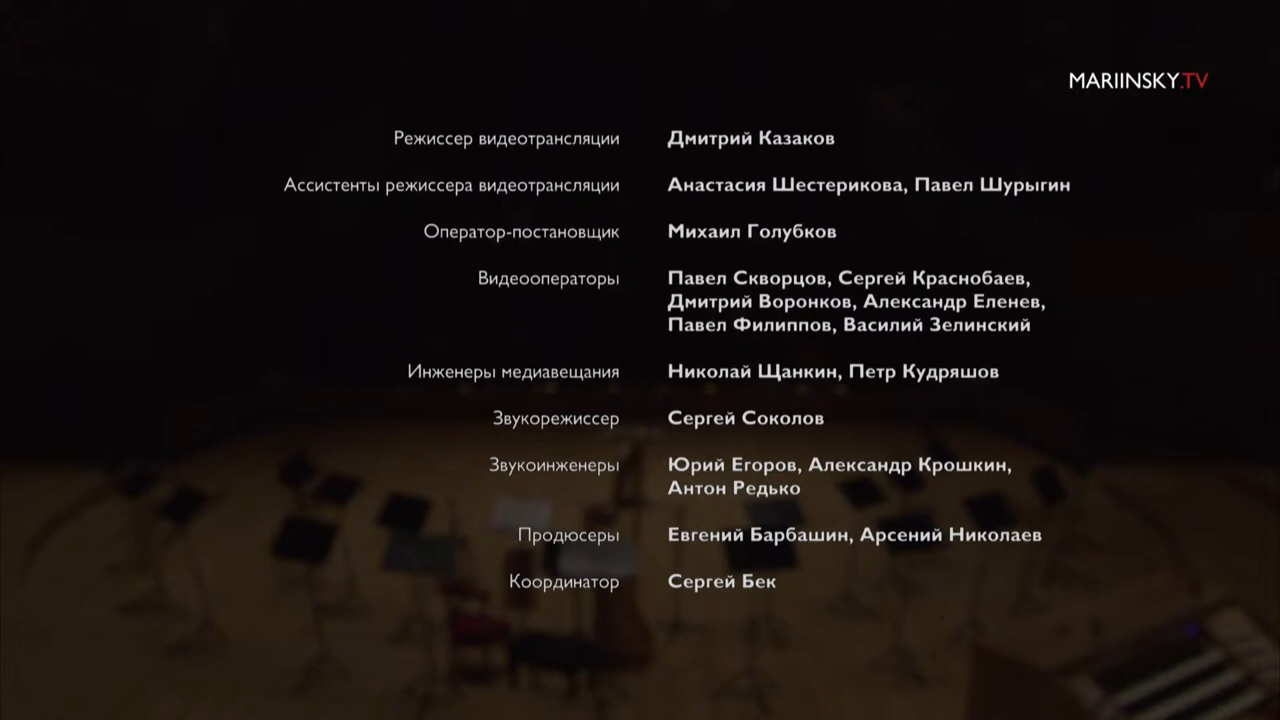 MARIINSKY.TV
Режиссер видеотрансляции Дмитрий Казаков
Ассистенты режиссера видеотрансляции Анастасия Шестерикова, Павел Шурыгин
Оператор-постановщик Михаил Голубков
Видеооператоры Павел Скворцов, Сергей Краснобаев,
Дмитрий Воронков, Александр Еленев,
Павел Филиппов, Василий Зелинский
Инженеры медиавещания Николай Щанкин, Петр Кудряшов
Звукорежиссер Сергей Соколов
Звукоинженеры Юрий Егоров, Александр Крошкин,
Антон Редько
Продюсеры Евгений Барбашин, Арсений Николаев
Координатор Сергей Бек